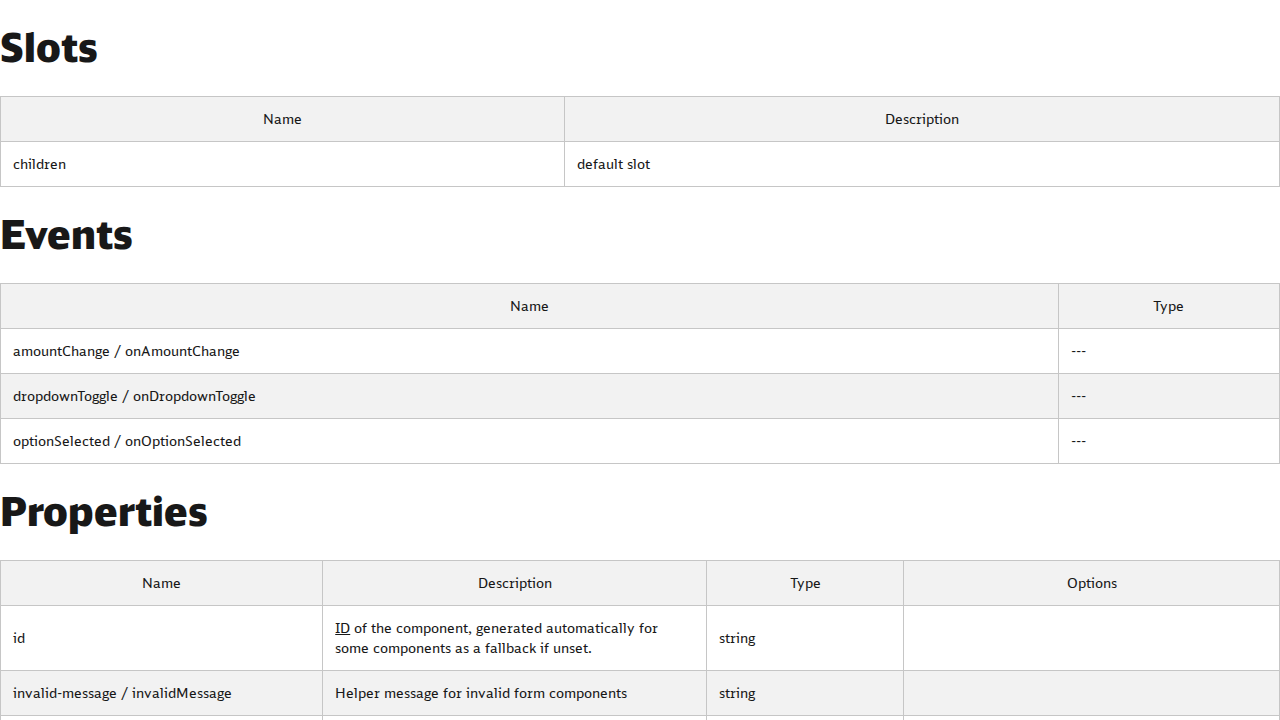 Slots
Name Description
children default slot
Events
Name Type
amountChange / onAmountChange ---
dropdownToggle / onDropdownToggle ---
optionSelected / onOptionSelected ---
Properties
Name Description Type Options
id ID of the component, generated automatically for some components as a fallback if unset. string
invalid-message / invalidMessage Helper message for invalid form components string